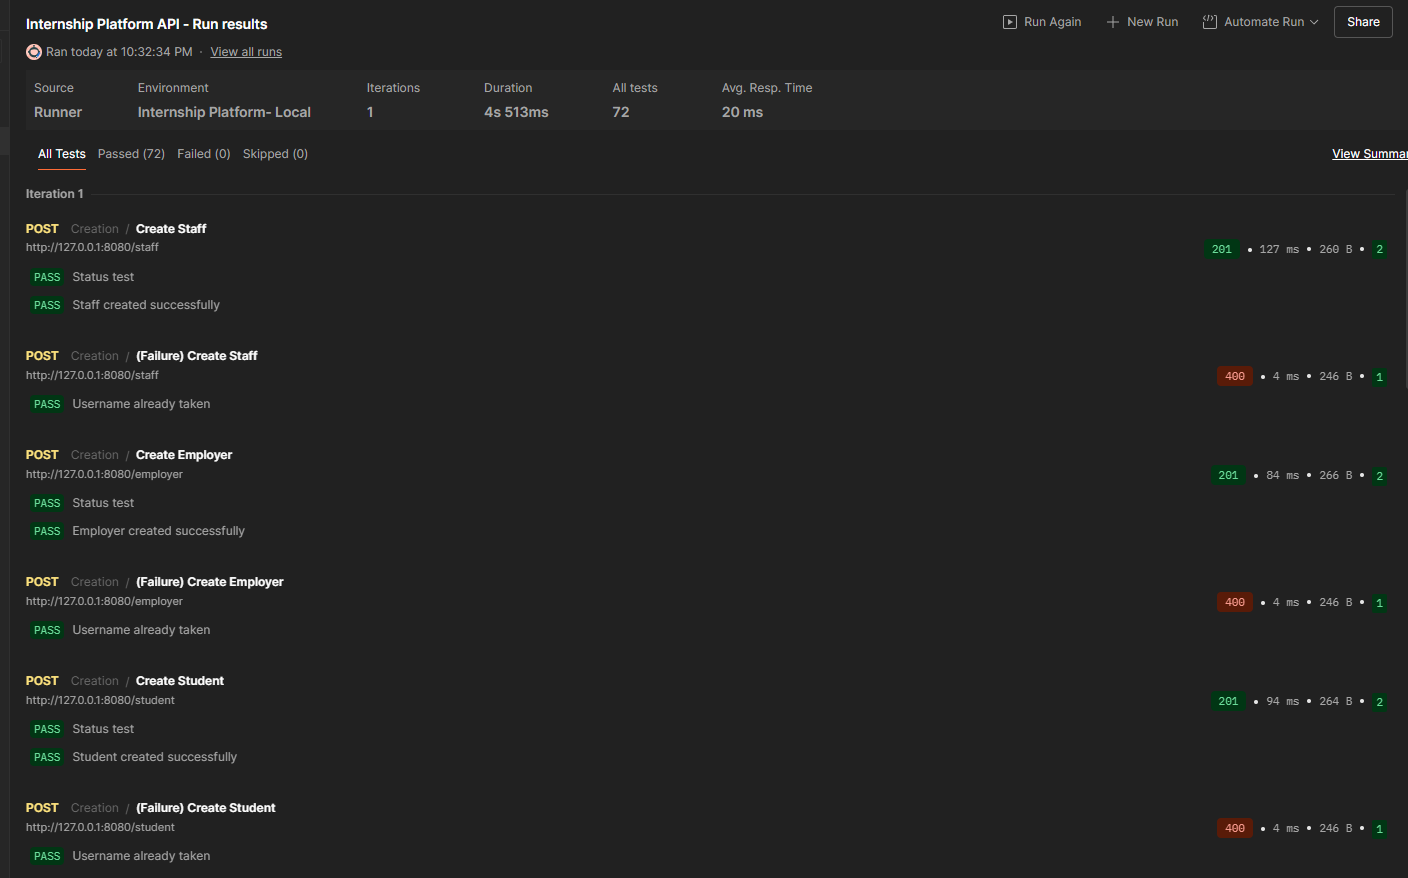 Internship Platform API - Run results
Run Again New Run Automate Run Share
Ran today at 10:32:34 PM · View all runs
Source Environment Iterations Duration All tests Avg. Resp. Time
Runner Internship Platform- Local 1 4s 513ms 72 20 ms
All Tests Passed (72) Failed (0) Skipped (0) View Summar
Iteration 1
POST Creation / Create Staff
http://127.0.0.1:8080/staff
201 • 127 ms • 260 B • 2
PASS Status test
PASS Staff created successfully
POST Creation / (Failure) Create Staff
http://127.0.0.1:8080/staff
400 • 4 ms • 246 B • 1
PASS Username already taken
POST Creation / Create Employer
http://127.0.0.1:8080/employer
201 • 84 ms • 266 B • 2
PASS Status test
PASS Employer created successfully
POST Creation / (Failure) Create Employer
http://127.0.0.1:8080/employer
400 • 4 ms • 246 B • 1
PASS Username already taken
POST Creation / Create Student
http://127.0.0.1:8080/student
201 • 94 ms • 264 B • 2
PASS Status test
PASS Student created successfully
POST Creation / (Failure) Create Student
http://127.0.0.1:8080/student
400 • 4 ms • 246 B • 1
PASS Username already taken